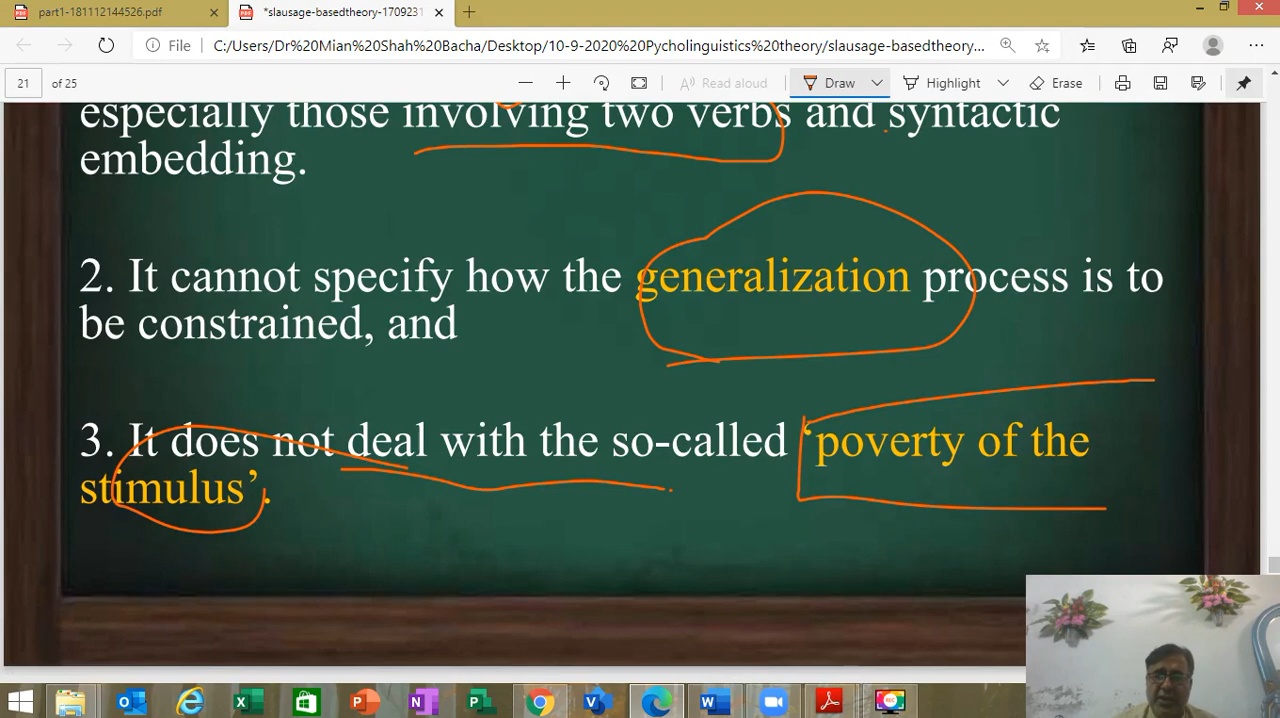 part1-181112144526.pdf
*slausage-basedtheory-1709231
File
C:/Users/Dr%20Mian%20Shah%20Bacha/Desktop/10-9-2020%20Pycholinguistics%20theory/slausage-basedtheory...
21 of 25
Read aloud
Draw
Highlight
Erase
especially those involving two verbs and syntactic
embedding.
2. It cannot specify how the generalization process is to
be constrained, and
3. It does not deal with the so-called ‘poverty of the
stimulus’.